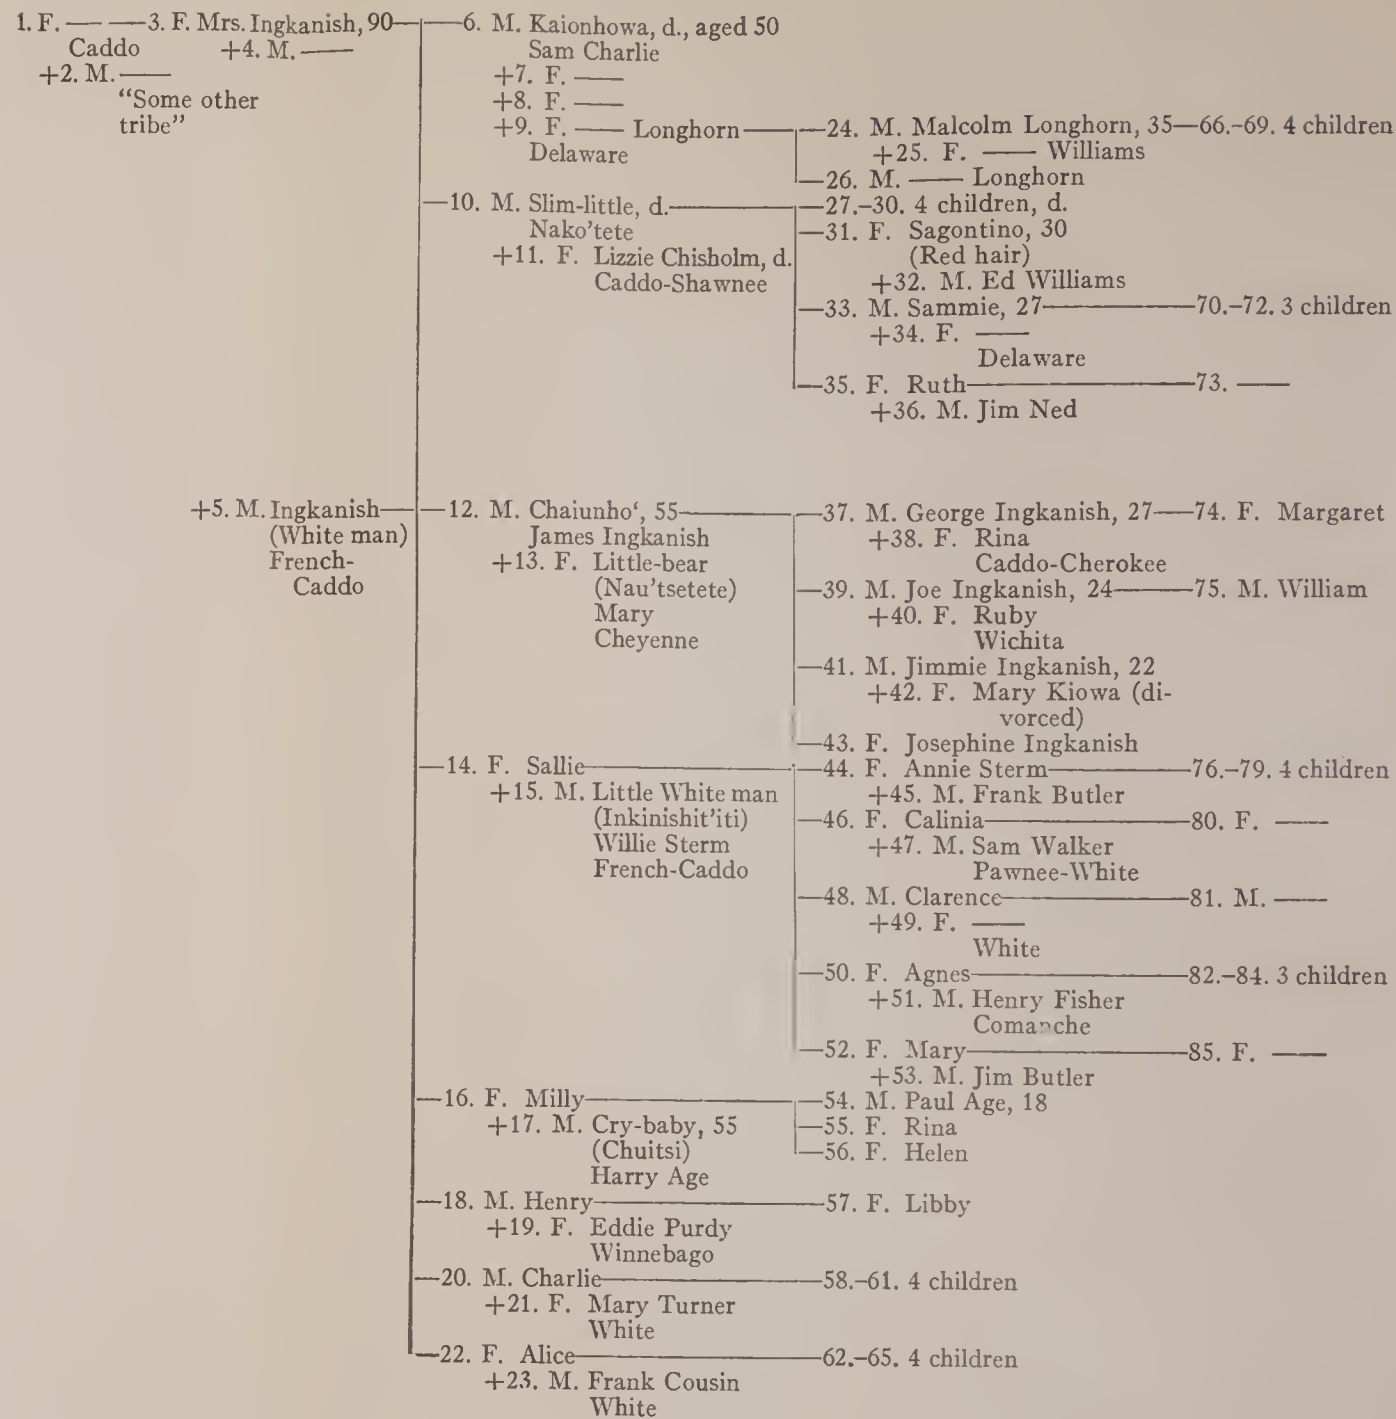 1. F. — —3. F. Mrs. Ingkanish, 90— —6. M. Kaionhowa, d., aged 50
Caddo +4. M. — Sam Charlie
+2. M. — +7. F. —
"Some other +8. F. —
tribe" +9. F. — Longhorn— —24. M. Malcolm Longhorn, 35—66.-69. 4 children
Delaware +25. F. — Williams
—26. M. — Longhorn
—10. M. Slim-little, d.— —27.-30. 4 children, d.
Nako'tete —31. F. Sagontino, 30
+11. F. Lizzie Chisholm, d. (Red hair)
Caddo-Shawnee +32. M. Ed Williams
—33. M. Sammie, 27—70.-72. 3 children
+34. F. —
Delaware
—35. F. Ruth—73. —
+36. M. Jim Ned
+5. M. Ingkanish— —12. M. Chaiunho‘, 55— —37. M. George Ingkanish, 27—74. F. Margaret
(White man) James Ingkanish +38. F. Rina
French- +13. F. Little-bear Caddo-Cherokee
Caddo (Nau'tsetete) —39. M. Joe Ingkanish, 24—75. M. William
Mary +40. F. Ruby
Cheyenne Wichita
—41. M. Jimmie Ingkanish, 22
+42. F. Mary Kiowa (di-
vorced)
—43. F. Josephine Ingkanish
—14. F. Sallie— —44. F. Annie Sterm—76.-79. 4 children
+15. M. Little White man +45. M. Frank Butler
(Inkinishit'iti) —46. F. Calinia—80. F. —
Willie Sterm +47. M. Sam Walker
French-Caddo Pawnee-White
—48. M. Clarence—81. M. —
+49. F. —
White
—50. F. Agnes—82.-84. 3 children
+51. M. Henry Fisher
Comanche
—52. F. Mary—85. F. —
+53. M. Jim Butler
—16. F. Milly— —54. M. Paul Age, 18
+17. M. Cry-baby, 55 —55. F. Rina
(Chuitsi) —56. F. Helen
Harry Age
—18. M. Henry—57. F. Libby
+19. F. Eddie Purdy
Winnebago
—20. M. Charlie—58.-61. 4 children
+21. F. Mary Turner
White
—22. F. Alice—62.-65. 4 children
+23. M. Frank Cousin
White